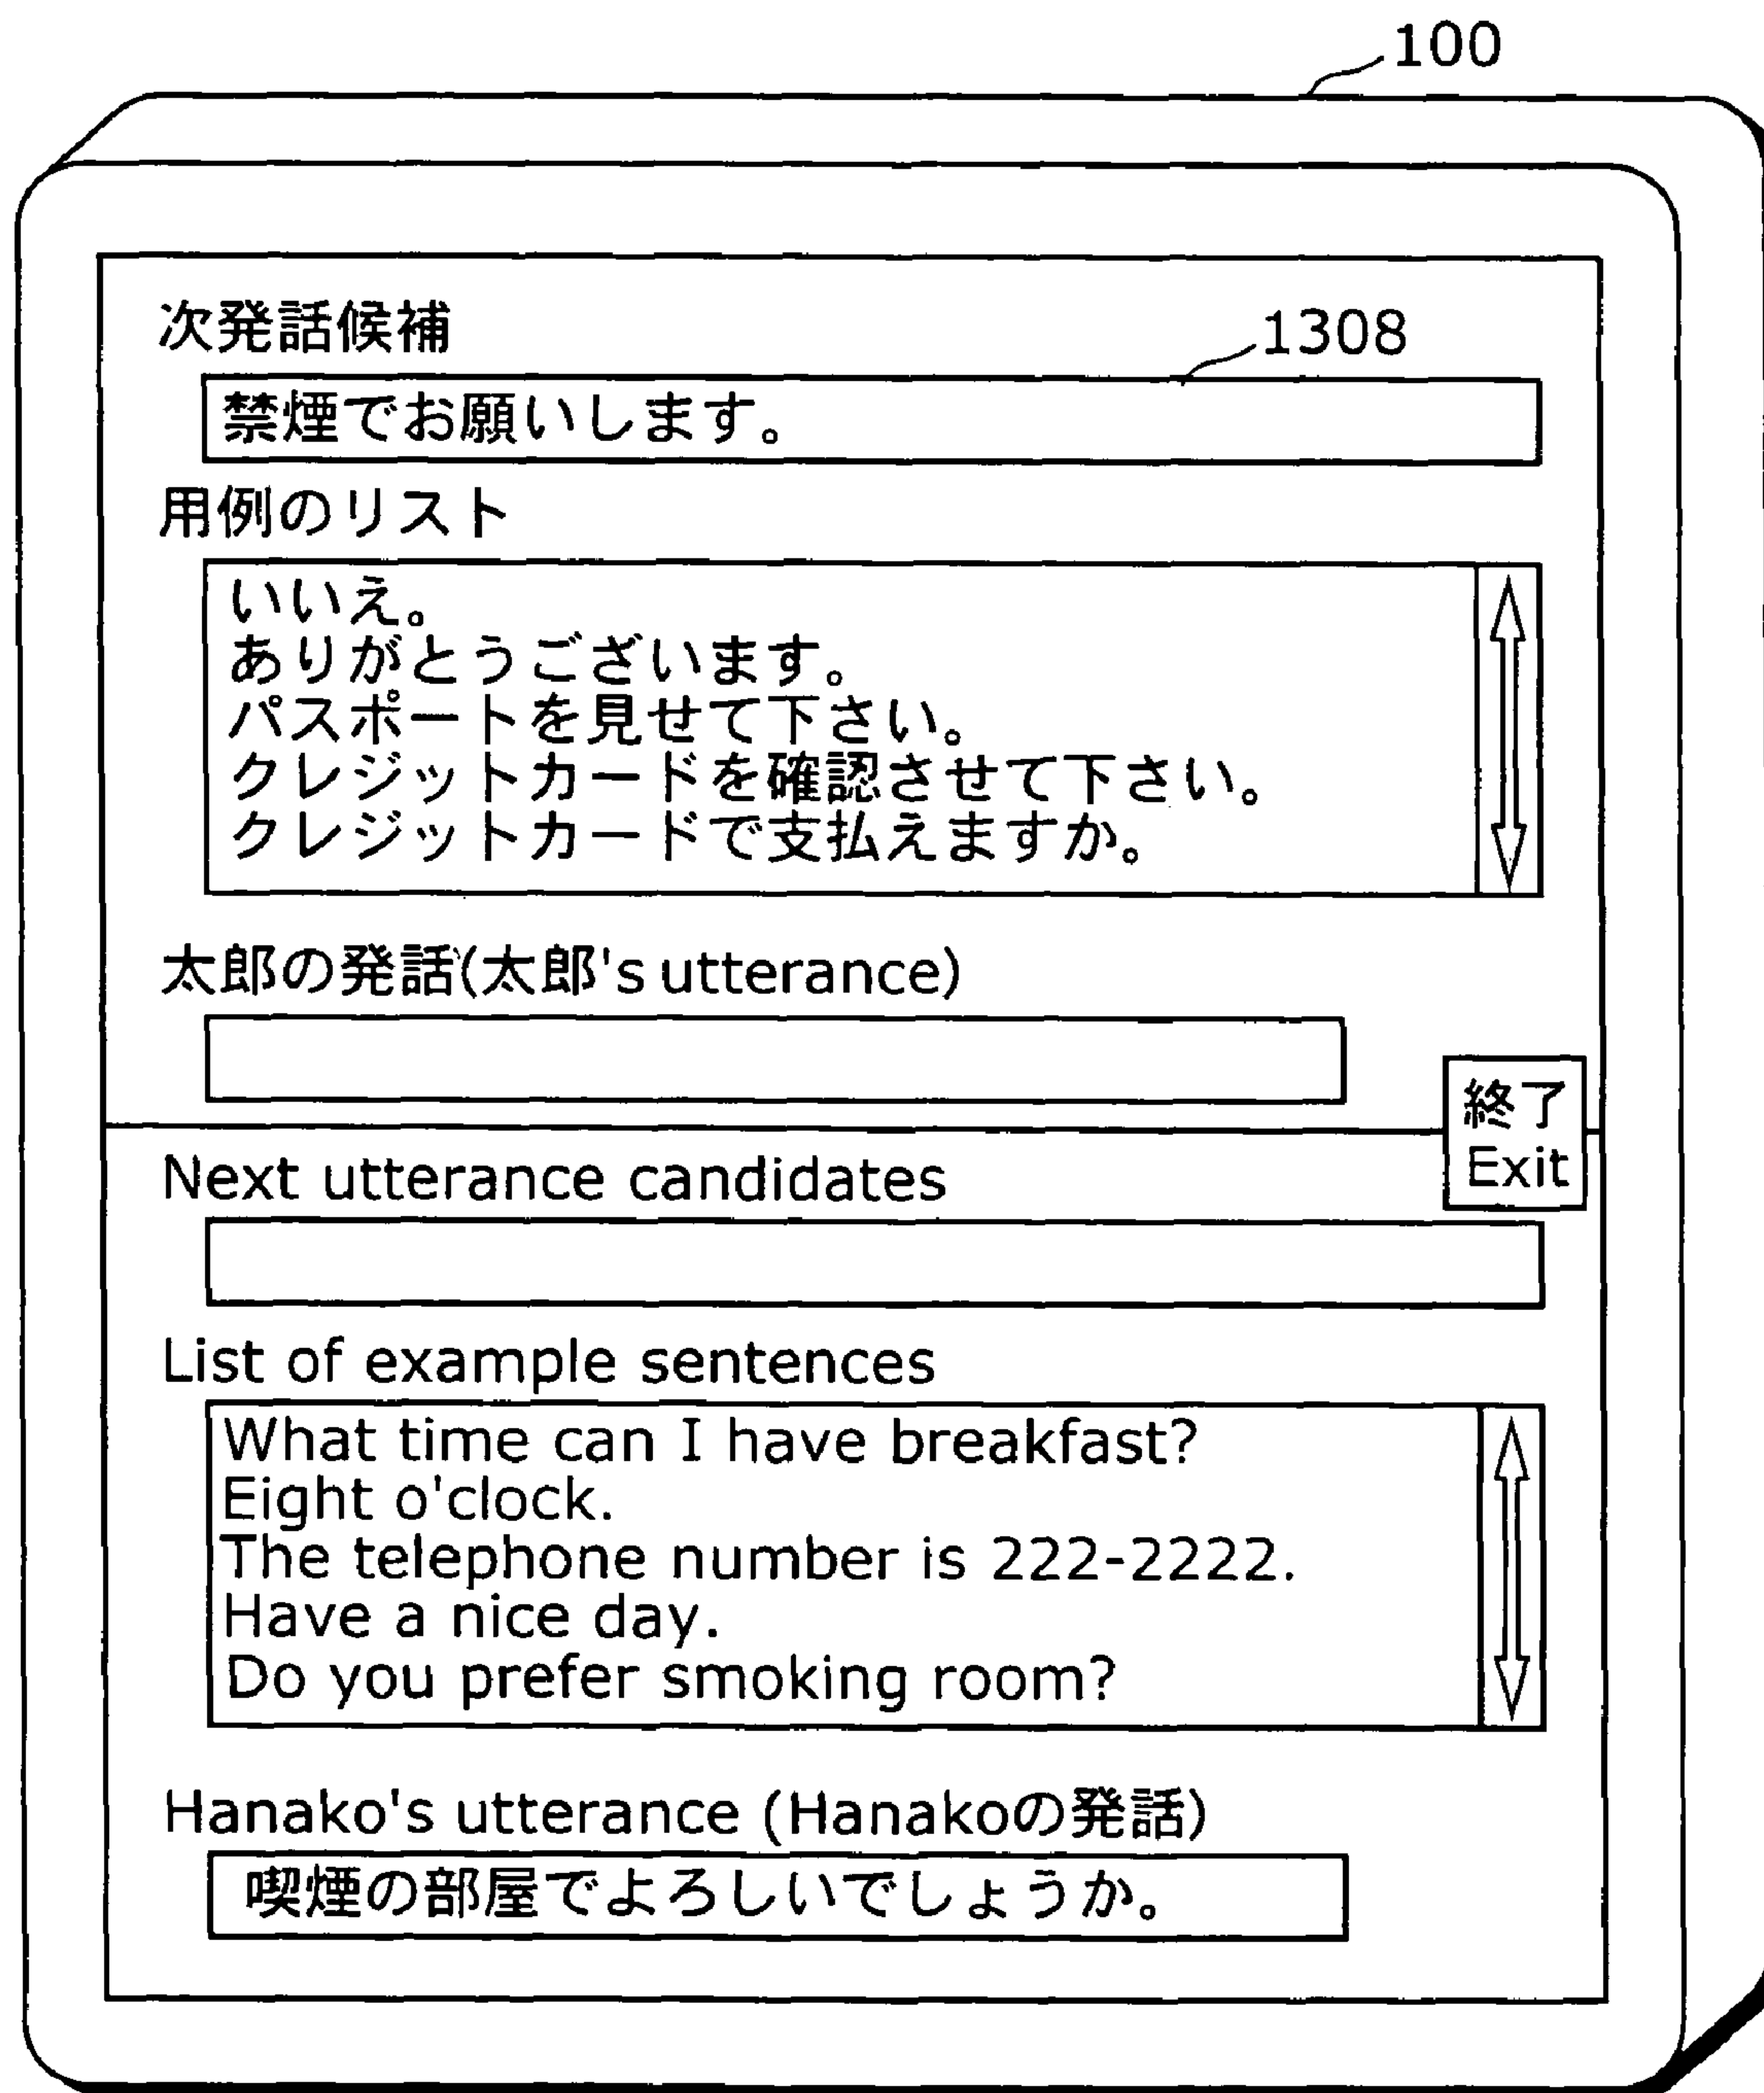 100
次発話候補
1308
禁煙でお願いします。
用例のリスト
いいえ。
ありがとうございます。
パスポートを見せて下さい。
クレジットカードを確認させて下さい。
クレジットカードで支払えますか。
太郎の発話(太郎's utterance)
終了
Exit
Next utterance candidates
List of example sentences
What time can I have breakfast?
Eight o'clock.
The telephone number is 222-2222.
Have a nice day.
Do you prefer smoking room?
Hanako's utterance (Hanakoの発話)
喫煙の部屋でよろしいでしょうか。